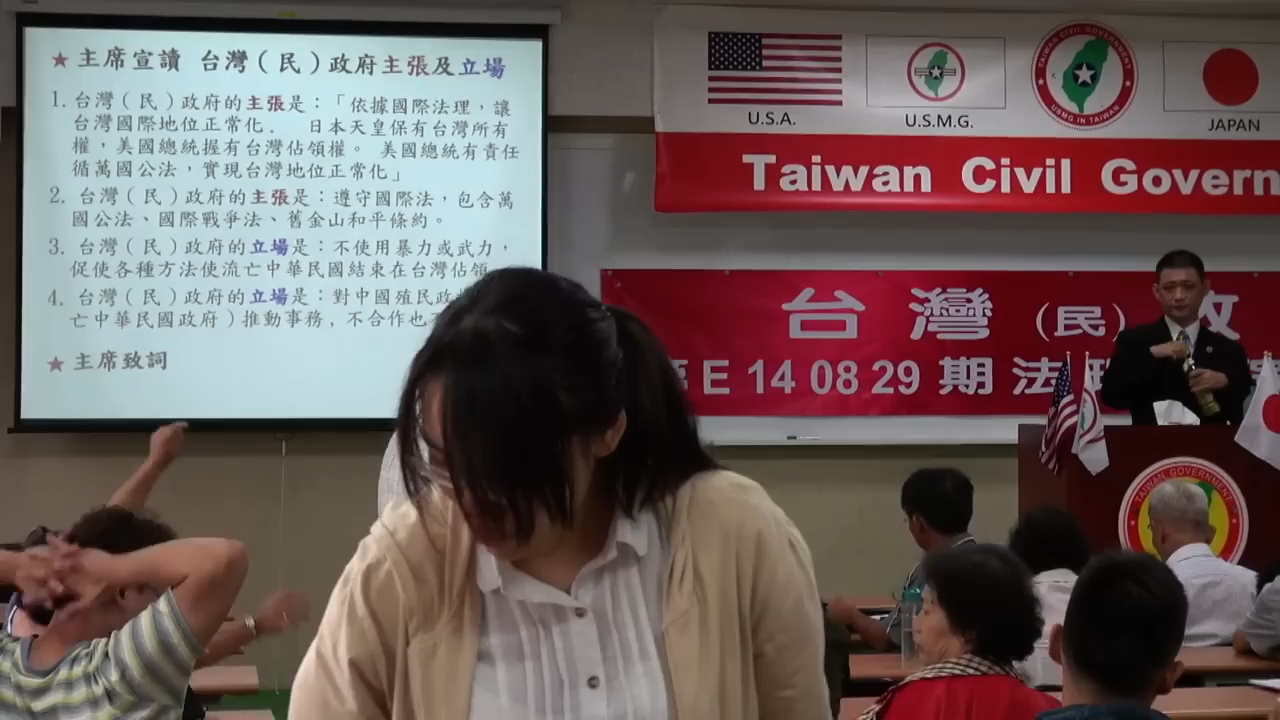 ★主席宣讀 台灣(民)政府主張及立場
1. 台灣(民)政府的主張是:「依據國際法理,讓
台灣國際地位正常化. 日本天皇保有台灣所有
權,美國總統握有台灣佔領權。 美國總統有責任
循萬國公法,實現台灣地位正常化」
2. 台灣(民)政府的主張是:遵守國際法,包含萬
國公法、國際戰爭法、舊金山和平條約。
3. 台灣(民)政府的立場是:不使用暴力或武力,
促使各種方法使流亡中華民國結束在台灣佔領
4. 台灣(民)政府的立場是:對中國殖民政
亡中華民國政府)推動事務,不合作也
★主席致詞
U.S.A.
U.S.M.G.
TAIWAN CIVIL GOVERNMENT
USMG IN TAIWAN
JAPAN
Taiwan Civil Govern
台灣(民)政
E 14 08 29 期法
TAIWAN GOVERNMENT